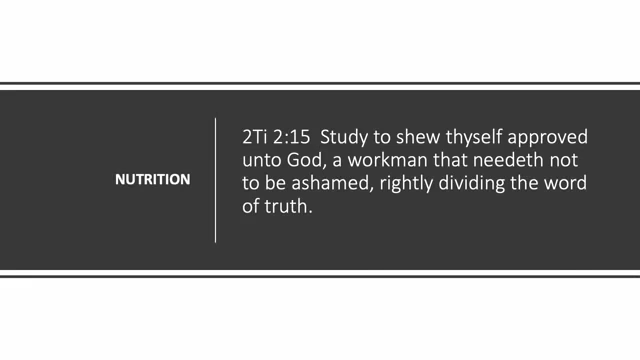 NUTRITION
2Ti 2:15  Study to shew thyself approved
unto God, a workman that needeth not
to be ashamed, rightly dividing the word
of truth.